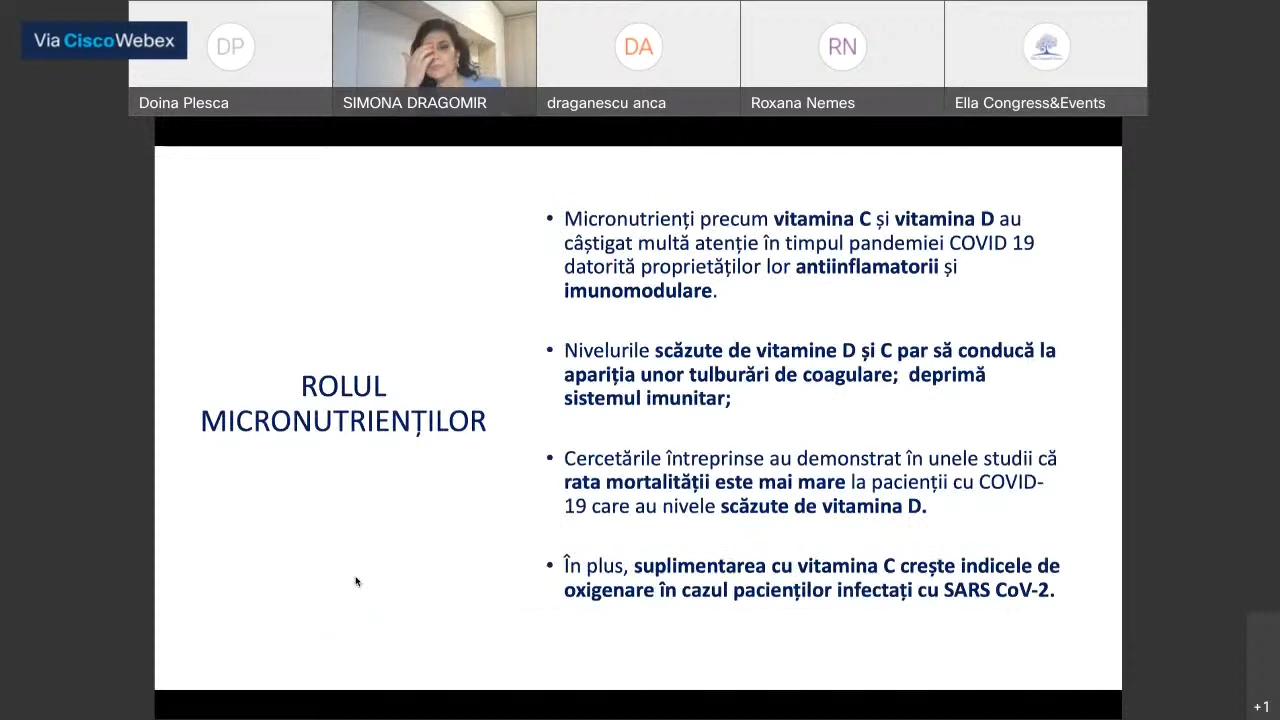 Via Cisco Webex
DP
DA
RN
Doina Plesca
SIMONA DRAGOMIR
draganescu anca
Roxana Nemes
Ella Congress&Events
ROLUL
MICRONUTRIENȚILOR
• Micronutrienți precum vitamina C și vitamina D au
câștigat multă atenție în timpul pandemiei COVID 19
datorită proprietăților lor antiinflamatorii și
imunomodulare.
• Nivelurile scăzute de vitamine D și C par să conducă la
apariția unor tulburări de coagulare; deprimă
sistemul imunitar;
• Cercetările întreprinse au demonstrat în unele studii că
rata mortalității este mai mare la pacienții cu COVID-
19 care au nivele scăzute de vitamina D.
• În plus, suplimentarea cu vitamina C crește indicele de
oxigenare în cazul pacienților infectați cu SARS CoV-2.
+1